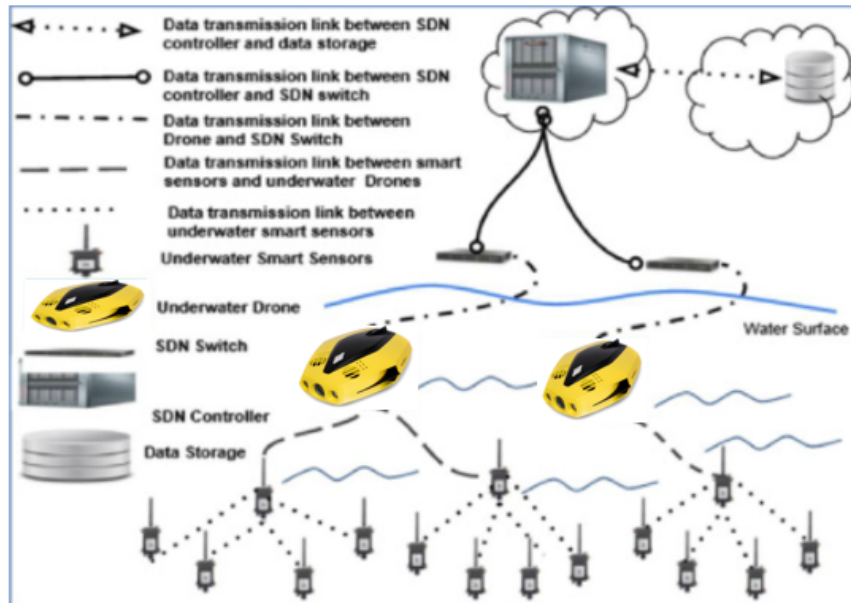 Data transmission link between SDN
controller and data storage
Data transmission link between SDN
controller and SDN switch
Data transmission link between
Drone and SDN Switch
Data transmission link between smart
sensors and underwater Drones
Data transmission link between
underwater smart sensors
Underwater Smart Sensors
Underwater Drone
Water Surface
SDN Switch
SDN Controller
Data Storage